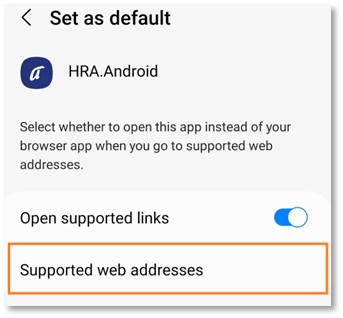 Set as default
HRA.Android
Select whether to open this app instead of your
browser app when you go to supported web
addresses.
Open supported links
Supported web addresses